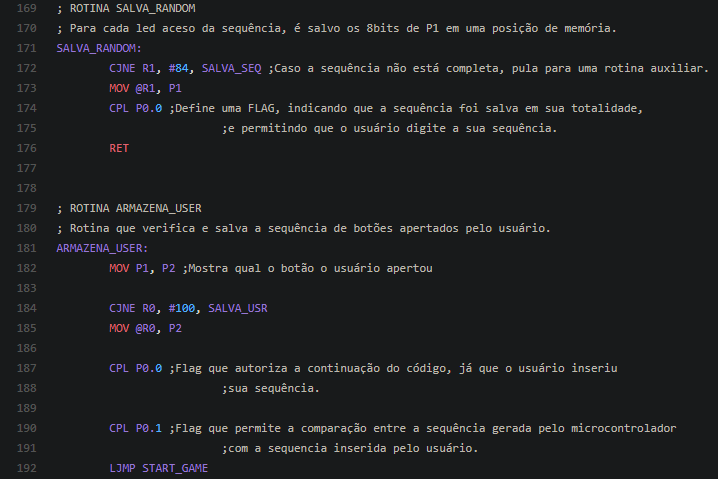 169 ; ROTINA SALVA_RANDOM
170 ; Para cada led aceso da sequência, é salvo os 8bits de P1 em uma posição de memória.
171 SALVA_RANDOM:
172 CJNE R1, #84, SALVA_SEQ ;Caso a sequência não está completa, pula para uma rotina auxiliar.
173 MOV @R1, P1
174 CPL P0.0 ;Define uma FLAG, indicando que a sequência foi salva em sua totalidade,
175 ;e permitindo que o usuário digite a sua sequência.
176 RET
177
178
179 ; ROTINA ARMAZENA_USER
180 ; Rotina que verifica e salva a sequência de botões apertados pelo usuário.
181 ARMAZENA_USER:
182 MOV P1, P2 ;Mostra qual o botão o usuário apertou
183
184 CJNE R0, #100, SALVA_USR
185 MOV @R0, P2
186
187 CPL P0.0 ;Flag que autoriza a continuação do código, já que o usuário inseriu
188 ;sua sequência.
189
190 CPL P0.1 ;Flag que permite a comparação entre a sequência gerada pelo microcontrolador
191 ;com a sequencia inserida pelo usuário.
192 LJMP START_GAME